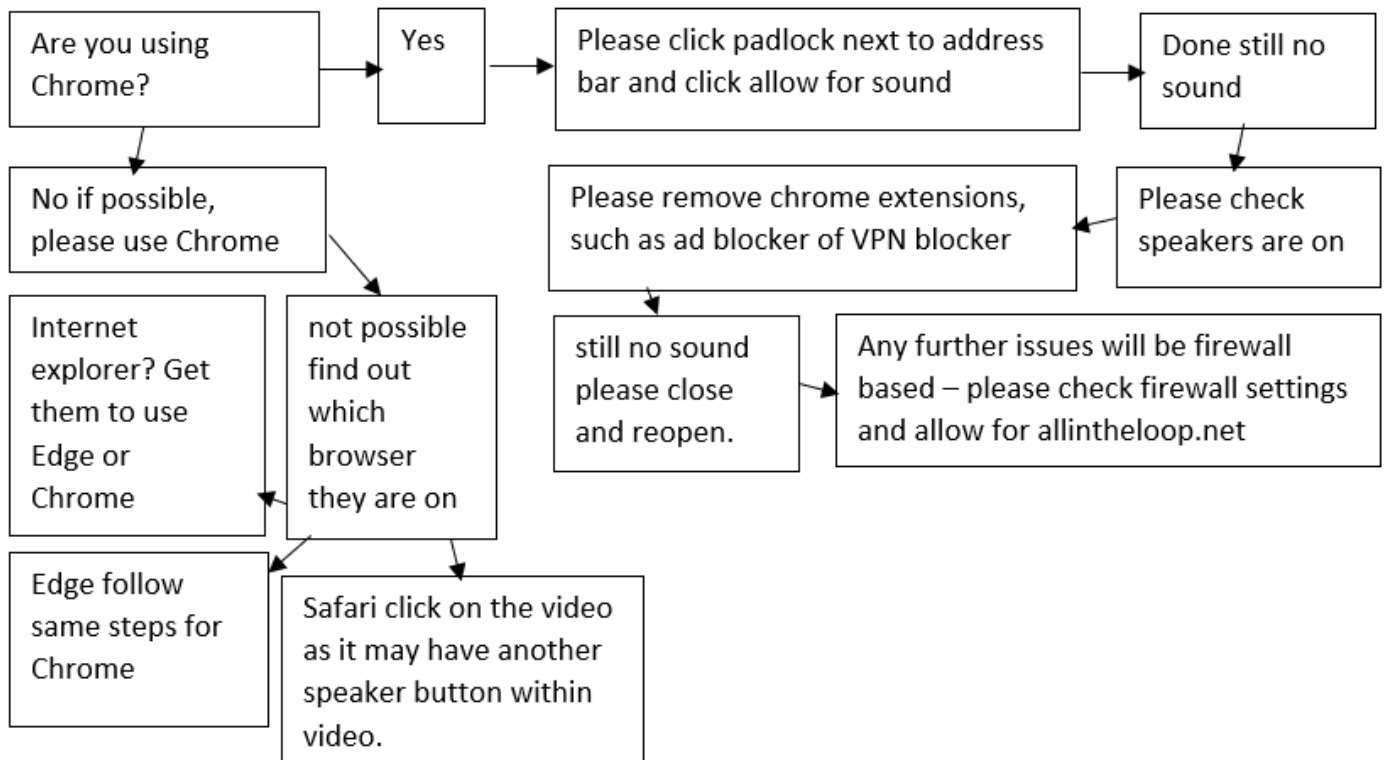 Are you using
Chrome?
Yes
Please click padlock next to address
bar and click allow for sound
Done still no
sound
Please check
speakers are on
Please remove chrome extensions,
such as ad blocker of VPN blocker
still no sound
please close
and reopen.
Any further issues will be firewall
based – please check firewall settings
and allow for allintheloop.net
No if possible,
please use Chrome
not possible
find out
which
browser
they are on
Internet
explorer? Get
them to use
Edge or
Chrome
Edge follow
same steps for
Chrome
Safari click on the video
as it may have another
speaker button within
video.